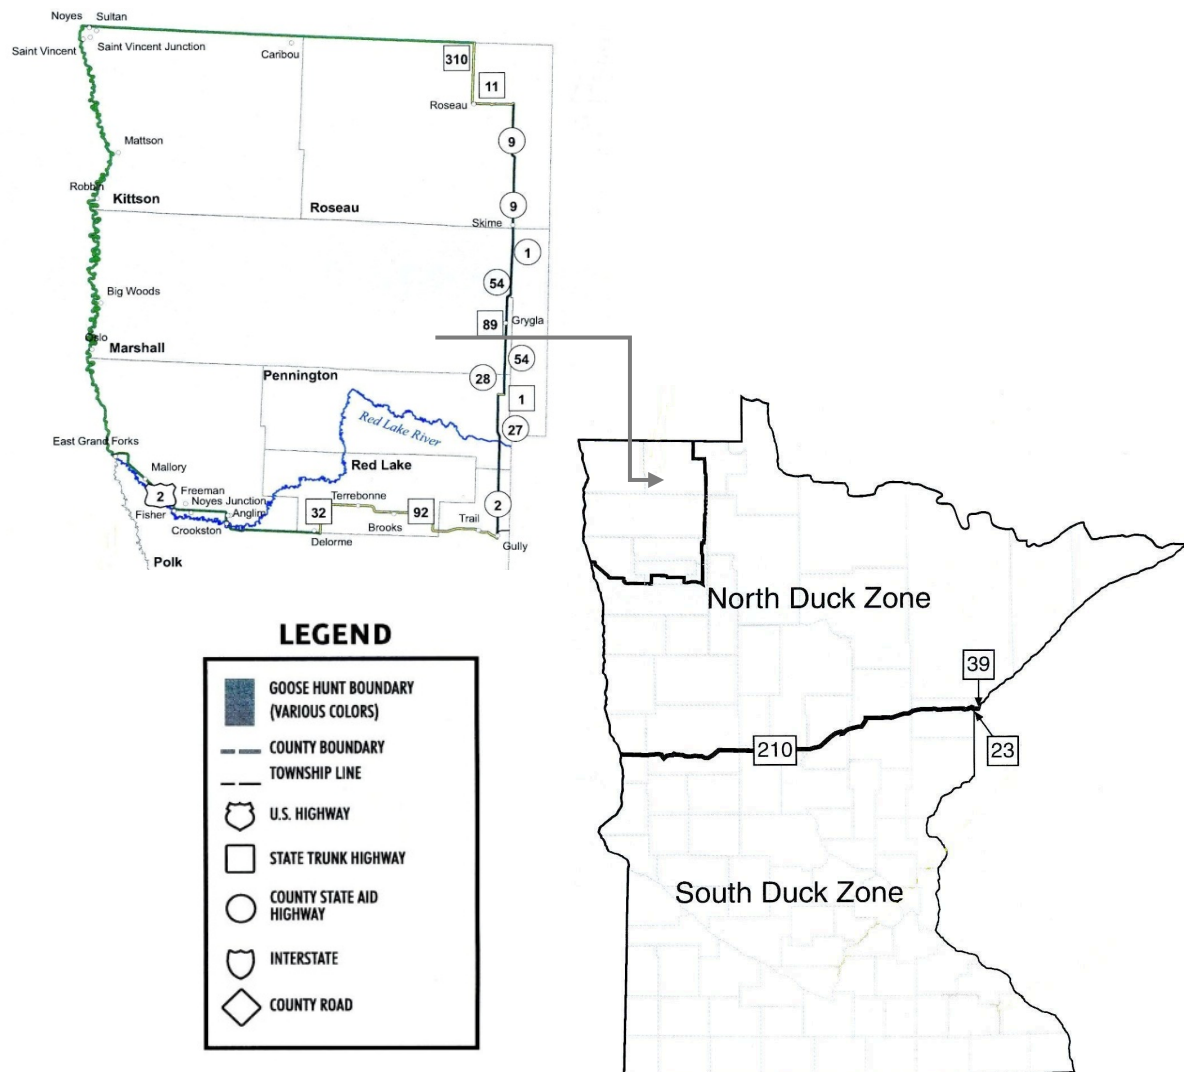 Noyes
Sultan
Saint Vincent
Saint Vincent Junction
Caribou
310
11
Roseau
9
Mattson
Robbin
Kittson
Roseau
9
Skime
1
54
Big Woods
89
Grygla
Oslo
Marshall
54
Pennington
28
1
Red Lake River
27
East Grand Forks
Mallory
Red Lake
2
Freeman
Noyes Junction
Terrebonne
Fisher
Anglim
32
92
2
Crookston
Brooks
Trail
Delorme
Gully
Polk
North Duck Zone
39
210
23
South Duck Zone
LEGEND
GOOSE HUNT BOUNDARY
(VARIOUS COLORS)
COUNTY BOUNDARY
TOWNSHIP LINE
U.S. HIGHWAY
STATE TRUNK HIGHWAY
COUNTY STATE AID
HIGHWAY
INTERSTATE
COUNTY ROAD